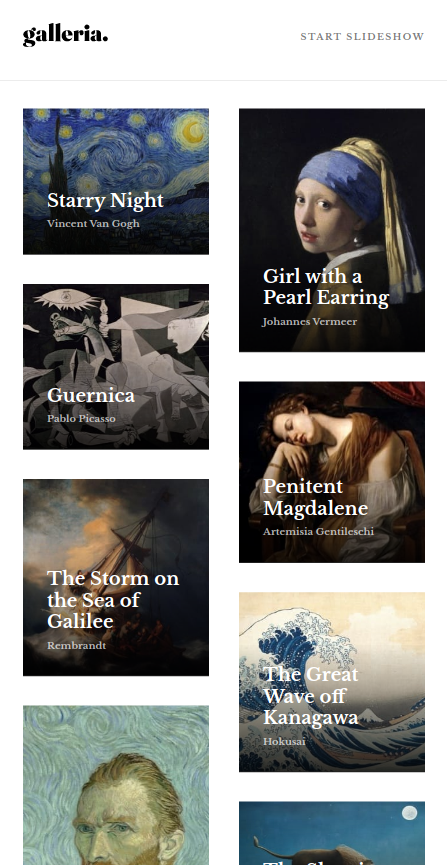 galleria.
START SLIDESHOW
Starry Night
Vincent Van Gogh
Girl with a
Pearl Earring
Johannes Vermeer
Guernica
Pablo Picasso
Penitent
Magdalene
Artemisia Gentileschi
The Storm on
the Sea of
Galilee
Rembrandt
The Great
Wave off
Kanagawa
Hokusai
The